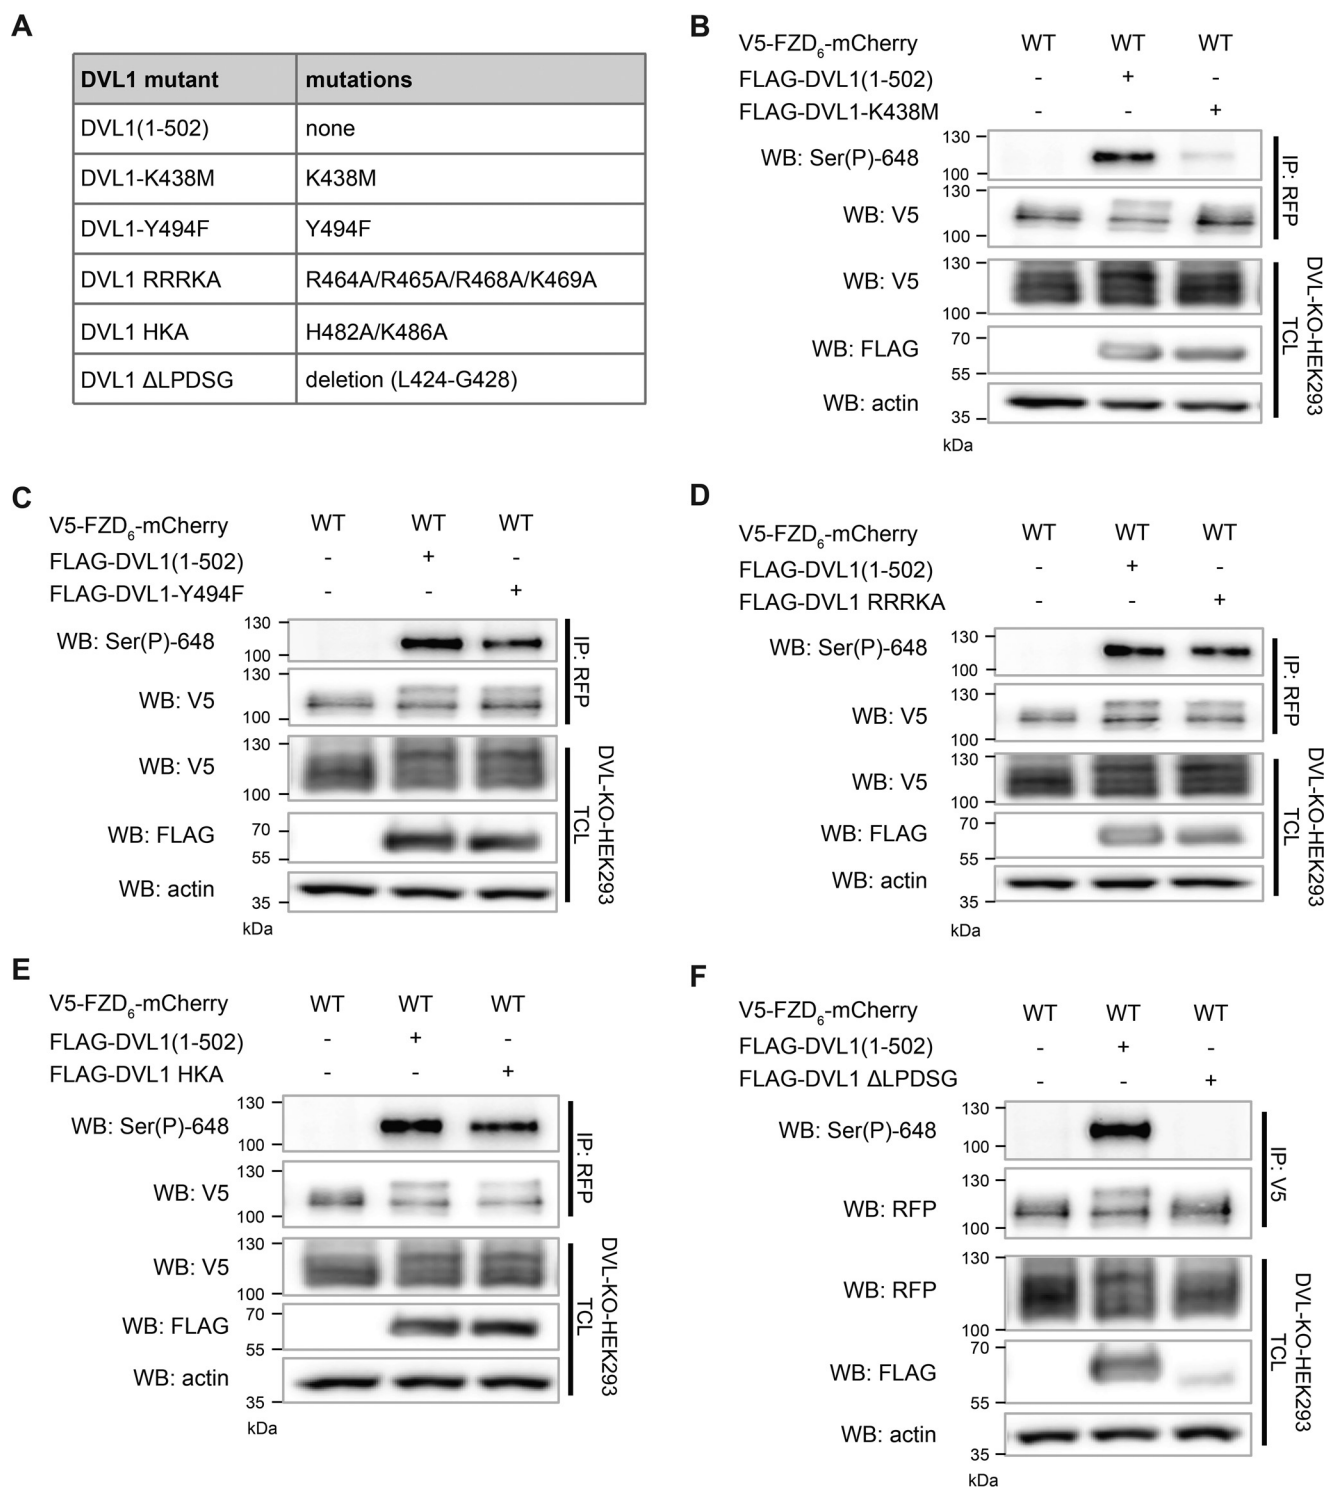 A
DVL1 mutant mutations
DVL1(1-502) none
DVL1-K438M K438M
DVL1-Y494F Y494F
DVL1 RRRKA R464A/R465A/R468A/K469A
DVL1 HKA H482A/K486A
DVL1 ΔLPDSG deletion (L424-G428)
B
V5-FZD6-mCherry WT WT WT
FLAG-DVL1(1-502) - + -
FLAG-DVL1-K438M - - +
WB: Ser(P)-648 130 100
WB: V5 130 100
IP: RFP
WB: V5 130 100
WB: FLAG 70 55
WB: actin 35
kDa
TCL
DVL-KO-HEK293
C
V5-FZD6-mCherry WT WT WT
FLAG-DVL1(1-502) - + -
FLAG-DVL1-Y494F - - +
WB: Ser(P)-648 130 100
WB: V5 130 100
IP: RFP
WB: V5 130 100
WB: FLAG 70 55
WB: actin 35
kDa
TCL
DVL-KO-HEK293
D
V5-FZD6-mCherry WT WT WT
FLAG-DVL1(1-502) - + -
FLAG-DVL1 RRRKA - - +
WB: Ser(P)-648 130 100
WB: V5 130 100
IP: RFP
WB: V5 130 100
WB: FLAG 70 55
WB: actin 35
kDa
TCL
DVL-KO-HEK293
E
V5-FZD6-mCherry WT WT WT
FLAG-DVL1(1-502) - + -
FLAG-DVL1 HKA - - +
WB: Ser(P)-648 130 100
WB: V5 130 100
IP: RFP
WB: V5 130 100
WB: FLAG 70 55
WB: actin 35
kDa
TCL
DVL-KO-HEK293
F
V5-FZD6-mCherry WT WT WT
FLAG-DVL1(1-502) - + -
FLAG-DVL1 ΔLPDSG - - +
WB: Ser(P)-648 130 100
WB: RFP 130 100
IP: V5
WB: RFP 130 100
WB: FLAG 70 55
WB: actin 35
kDa
TCL
DVL-KO-HEK293